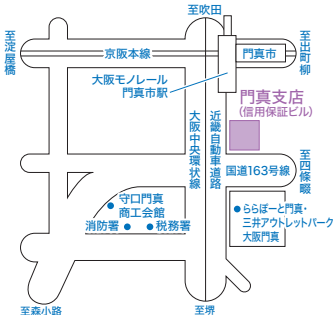 至吹田
至淀屋橋
京阪本線
門真市
至出町柳
大阪モノレール
門真市駅
門真支店
(信用保証ビル)
大阪中央環状線
近畿自動車道路
国道163号線
至四條畷
守口門真
商工会館
消防署
税務署
ららぽーと門真・
三井アウトレットパーク
大阪門真
至森小路
至堺